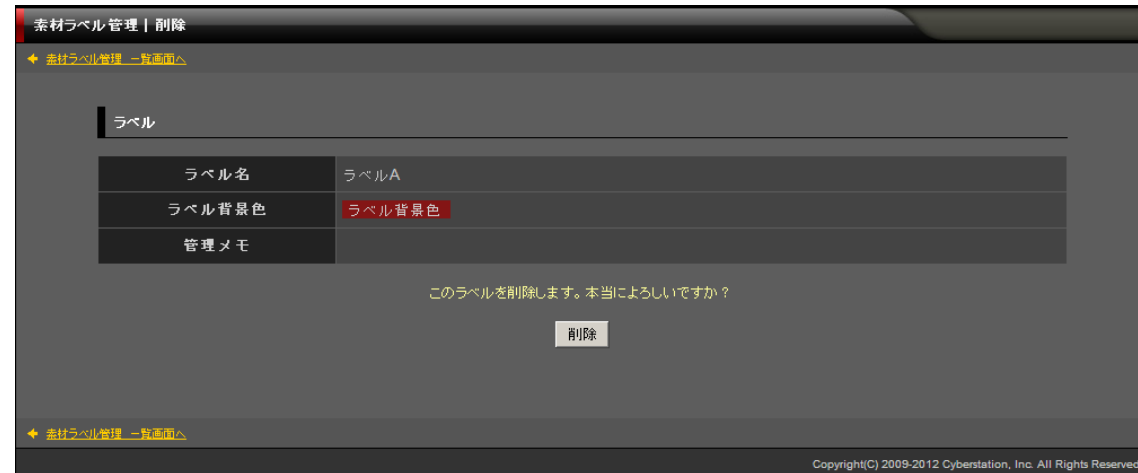 素材ラベル管理 | 削除
素材ラベル管理 一覧画面へ
ラベル
ラベル名 ラベルA
ラベル背景色 ラベル背景色
管理メモ
このラベルを削除します。本当によろしいですか？
削除
素材ラベル管理 一覧画面へ
Copyright(C) 2009-2012 Cyberstation, Inc. All Rights Reserved